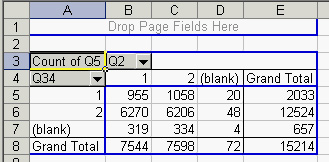 A B C D E
1 Drop Page Fields Here
2
3 Count of Q5 Q2
4 Q34 1 2 (blank) Grand Total
5 1 955 1058 20 2033
6 2 6270 6206 48 12524
7 (blank) 319 334 4 657
8 Grand Total 7544 7598 72 15214